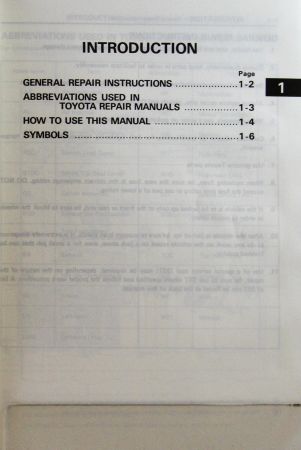 INTRODUCTION
Page
GENERAL REPAIR INSTRUCTIONS ..................... 1-2
1
ABBREVIATIONS USED IN
TOYOTA REPAIR MANUALS ................... 1-3
HOW TO USE THIS MANUAL ............................ 1-4
SYMBOLS .................................................... 1-6